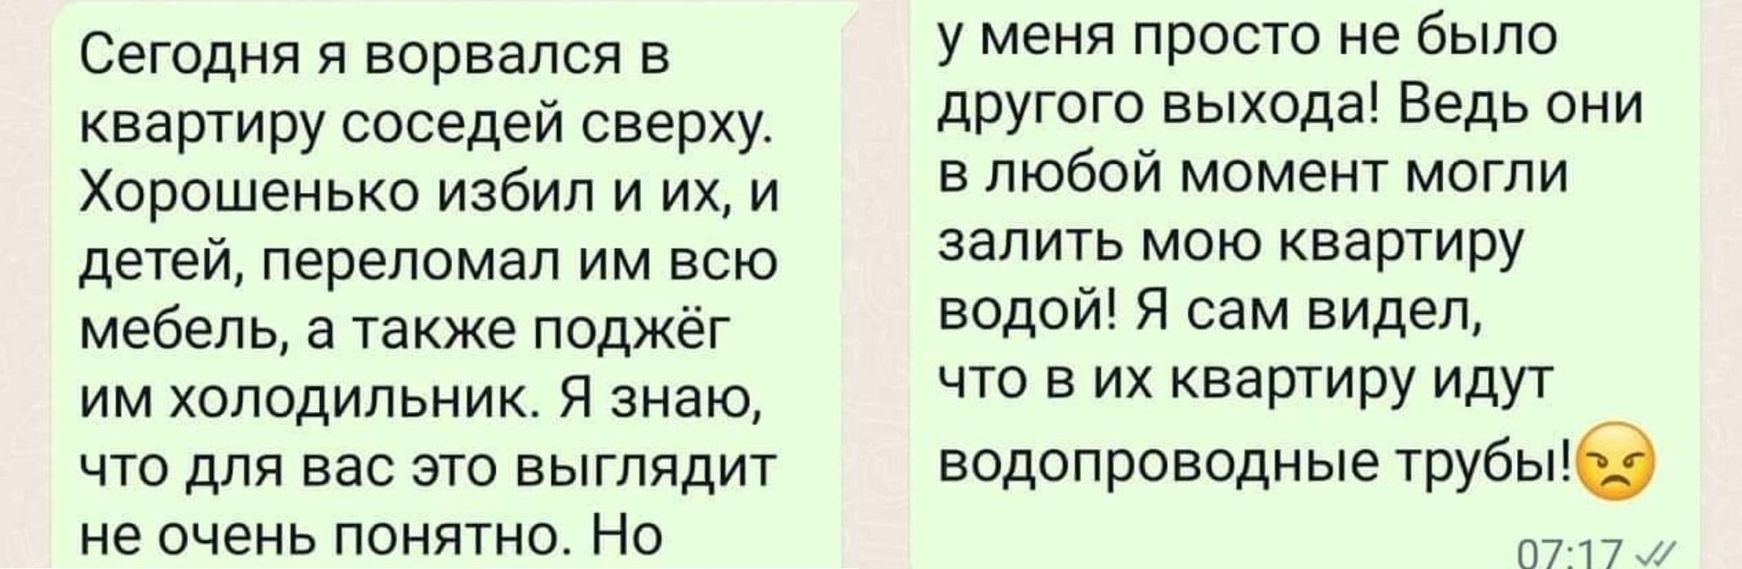 Сегодня я ворвался в
квартиру соседей сверху.
Хорошенько избил и их, и
детей, переломал им всю
мебель, а также поджёг
им холодильник. Я знаю,
что для вас это выглядит
не очень понятно. Но
у меня просто не было
другого выхода! Ведь они
в любой момент могли
залить мою квартиру
водой! Я сам видел,
что в их квартиру идут
водопроводные трубы!😠
07:17